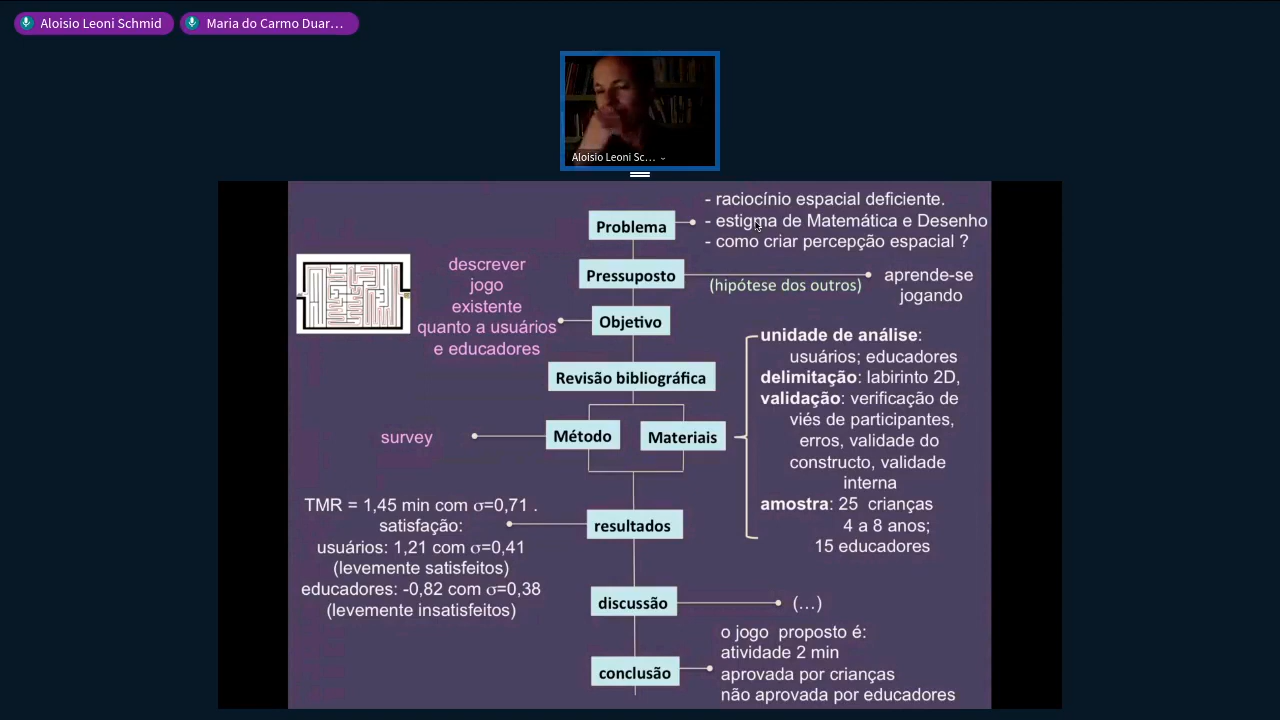 Aloisio Leoni Schmid
Maria do Carmo Duar…
Aloisio Leoni Sc…
Problema
- raciocínio espacial deficiente.
- estigma de Matemática e Desenho
- como criar percepção espacial ?
Pressuposto
(hipótese dos outros)
aprende-se
jogando
descrever
jogo
existente
quanto a usuários
e educadores
Objetivo
Revisão bibliográfica
survey
Método
Materiais
unidade de análise:
usuários; educadores
delimitação: labirinto 2D,
validação: verificação de
viés de participantes,
erros, validade do
constructo, validade
interna
amostra: 25 crianças
4 a 8 anos;
15 educadores
TMR = 1,45 min com σ=0,71 .
satisfação:
usuários: 1,21 com σ=0,41
(levemente satisfeitos)
educadores: -0,82 com σ=0,38
(levemente insatisfeitos)
resultados
discussão
(…)
conclusão
o jogo proposto é:
atividade 2 min
aprovada por crianças
não aprovada por educadores